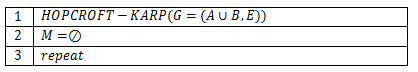 1 HOPCROFT − KARP(G = (A ∪ B, E))
2 M = ∅
3 repeat